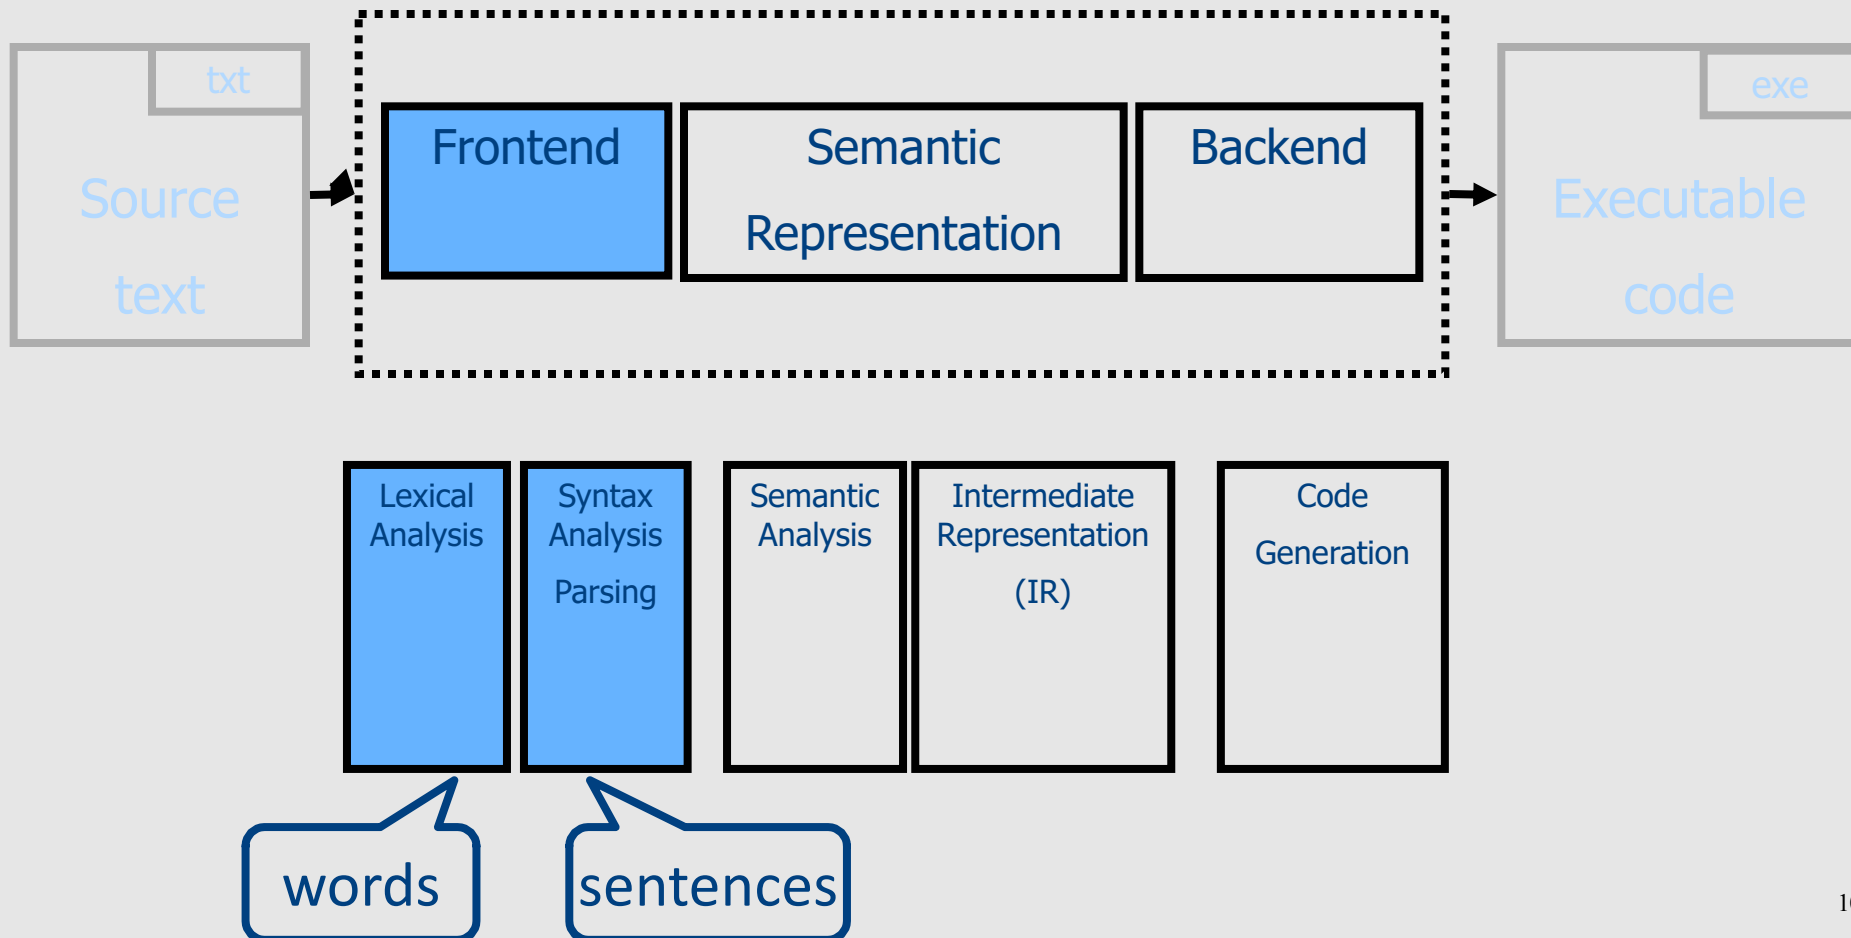 txt
Source
text
Frontend
Semantic
Representation
Backend
exe
Executable
code
Lexical
Analysis
Syntax
Analysis
Parsing
Semantic
Analysis
Intermediate
Representation
(IR)
Code
Generation
words
sentences